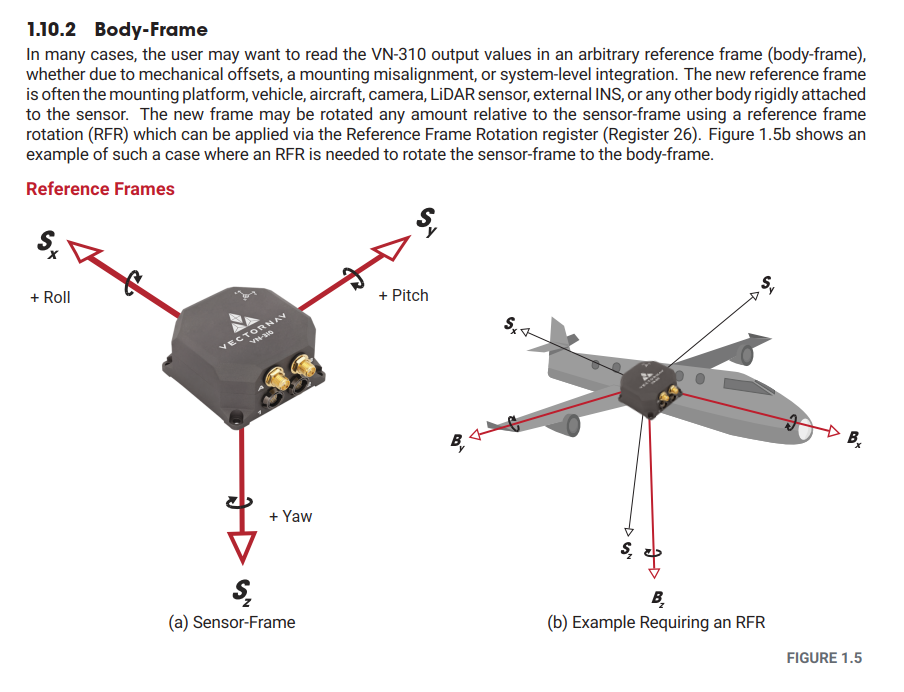 1.10.2 Body-Frame
In many cases, the user may want to read the VN-310 output values in an arbitrary reference frame (body-frame),
whether due to mechanical offsets, a mounting misalignment, or system-level integration. The new reference frame
is often the mounting platform, vehicle, aircraft, camera, LiDAR sensor, external INS, or any other body rigidly attached
to the sensor. The new frame may be rotated any amount relative to the sensor-frame using a reference frame
rotation (RFR) which can be applied via the Reference Frame Rotation register (Register 26). Figure 1.5b shows an
example of such a case where an RFR is needed to rotate the sensor-frame to the body-frame.
Reference Frames
Sx
Sy
+ Roll
+ Pitch
VECTORNAV
VN-310
+ Yaw
Sz
(a) Sensor-Frame
Sy
Sx
By
Bx
Sz
Bz
(b) Example Requiring an RFR
FIGURE 1.5